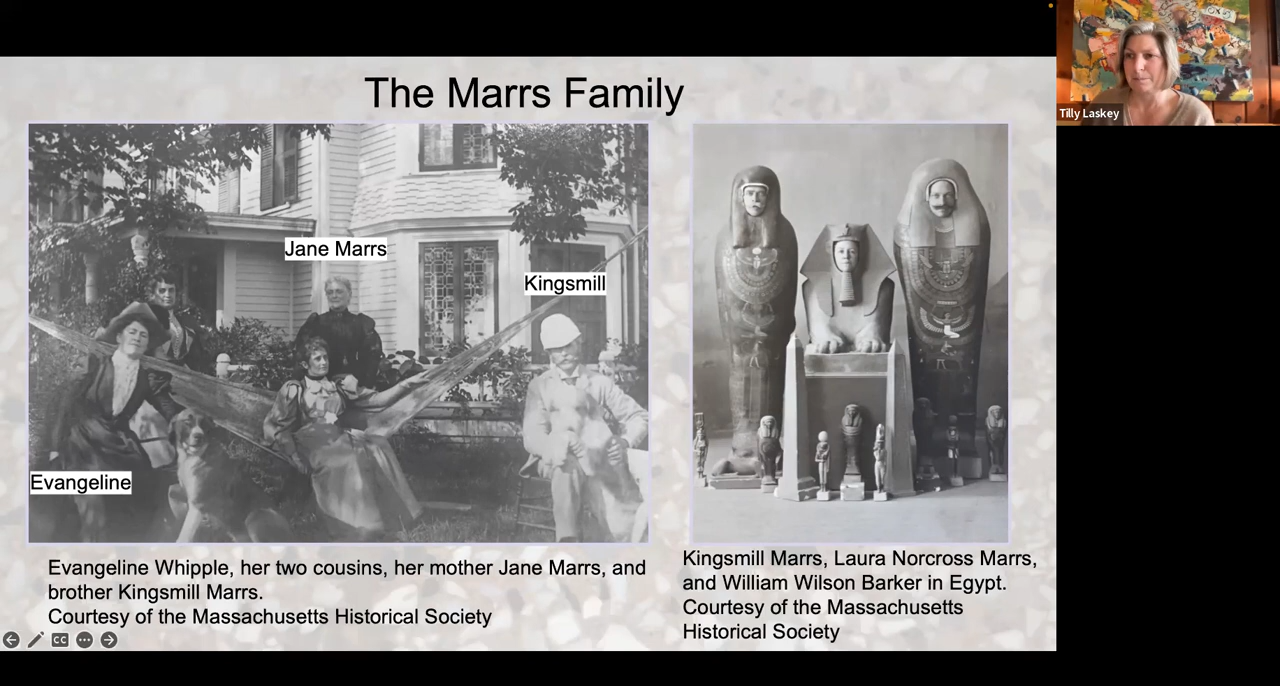 The Marrs Family
Jane Marrs
Kingsmill
Evangeline
Evangeline Whipple, her two cousins, her mother Jane Marrs, and
brother Kingsmill Marrs.
Courtesy of the Massachusetts Historical Society
Kingsmill Marrs, Laura Norcross Marrs,
and William Wilson Barker in Egypt.
Courtesy of the Massachusetts
Historical Society
CC
Tilly Laskey